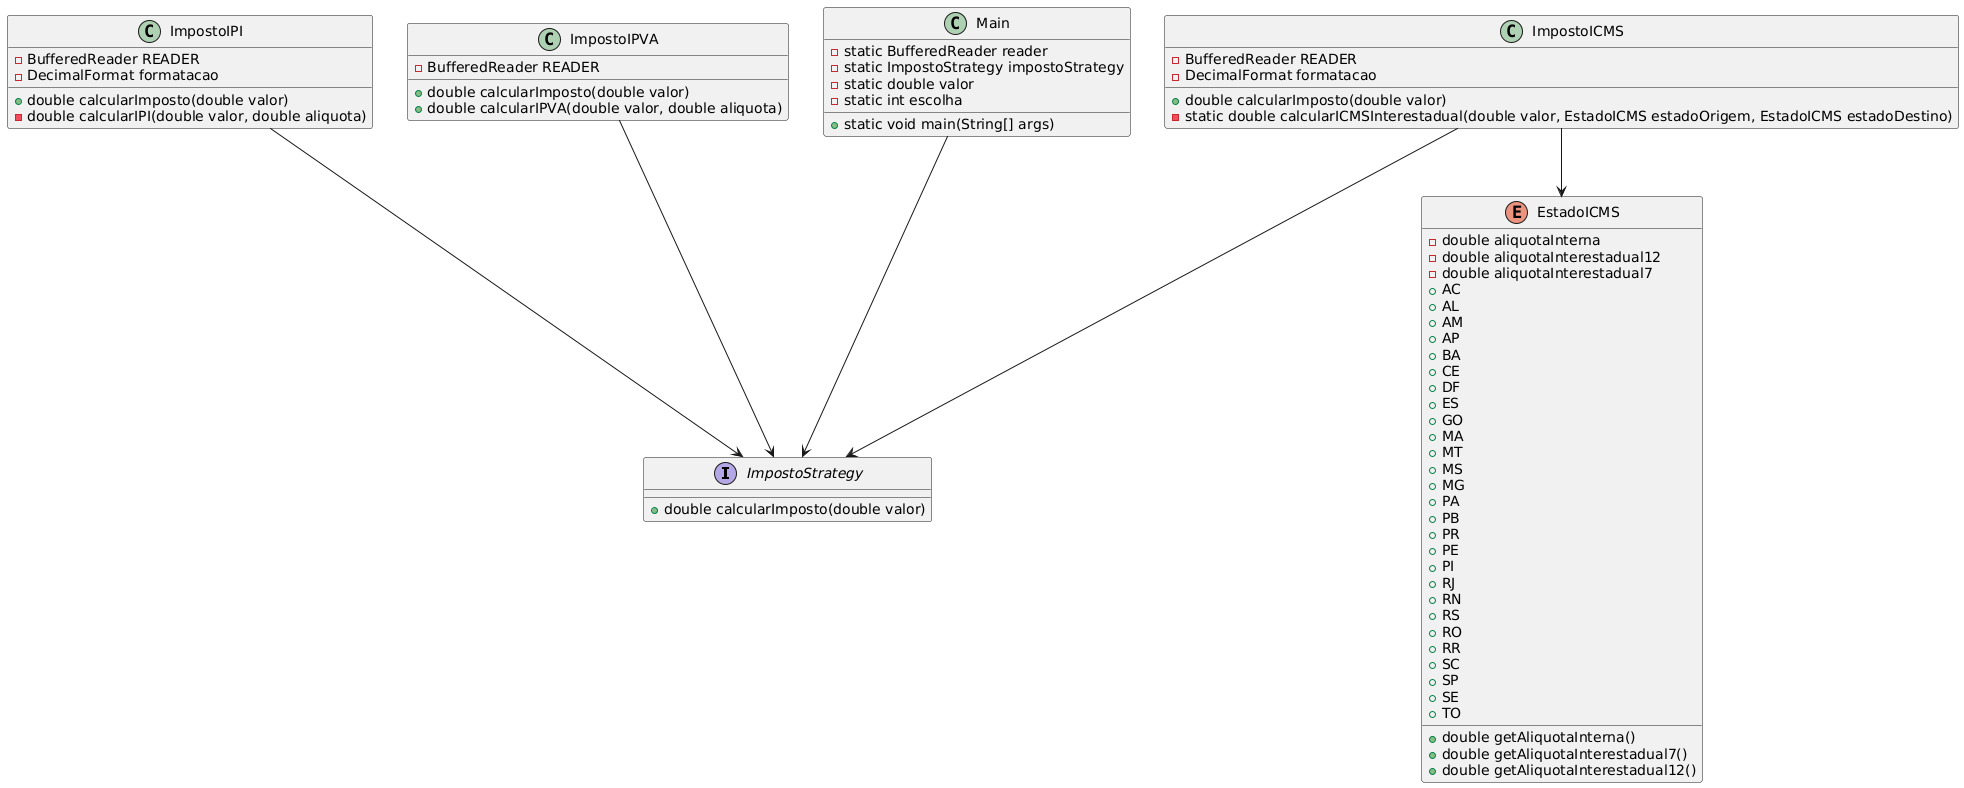 ImpostoIPI
BufferedReader READER
DecimalFormat formatacao
double calcularImposto(double valor)
double calcularIPI(double valor, double aliquota)
ImpostoIPVA
BufferedReader READER
double calcularImposto(double valor)
double calcularIPVA(double valor, double aliquota)
Main
static BufferedReader reader
static ImpostoStrategy impostoStrategy
static double valor
static int escolha
static void main(String[] args)
ImpostoICMS
BufferedReader READER
DecimalFormat formatacao
double calcularImposto(double valor)
static double calcularICMSInterestadual(double valor, EstadoICMS estadoOrigem, EstadoICMS estadoDestino)
ImpostoStrategy
double calcularImposto(double valor)
EstadoICMS
double aliquotaInterna
double aliquotaInterestadual12
double aliquotaInterestadual7
AC
AL
AM
AP
BA
CE
DF
ES
GO
MA
MT
MS
MG
PA
PB
PR
PE
PI
RJ
RN
RS
RO
RR
SC
SP
SE
TO
double getAliquotaInterna()
double getAliquotaInterestadual7()
double getAliquotaInterestadual12()